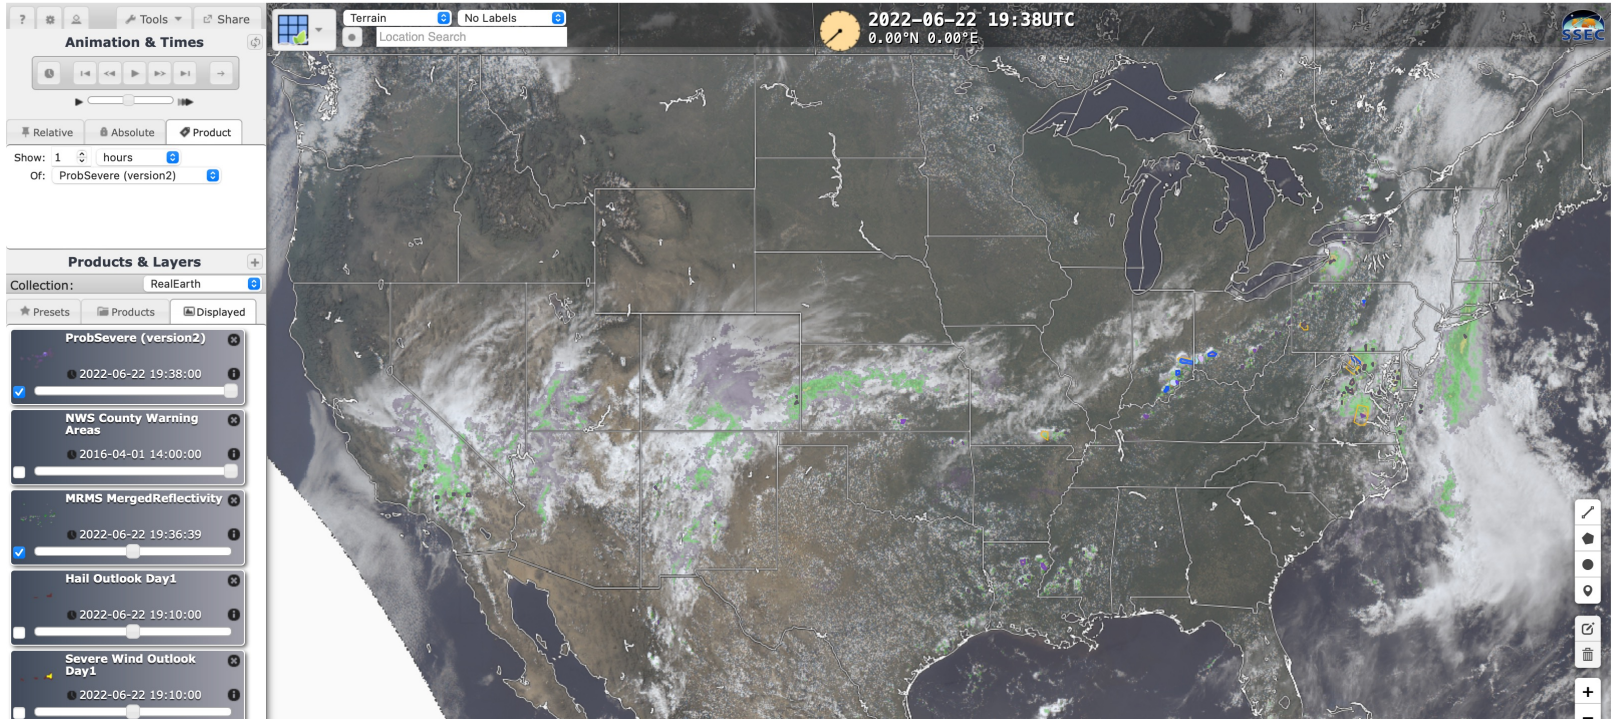 ?
Tools
Share
Animation & Times
Relative
Absolute
Product
Show: 1 hours
Of: ProbSevere (version2)
Products & Layers
+
Collection: RealEarth
Presets
Products
Displayed
ProbSevere (version2)
2022-06-22 19:38:00
NWS County Warning
Areas
2016-04-01 14:00:00
MRMS MergedReflectivity
2022-06-22 19:36:39
Hail Outlook Day1
2022-06-22 19:10:00
Severe Wind Outlook
Day1
2022-06-22 19:10:00
Terrain
No Labels
Location Search
2022-06-22 19:38UTC
0.00°N 0.00°E
SSEC
+